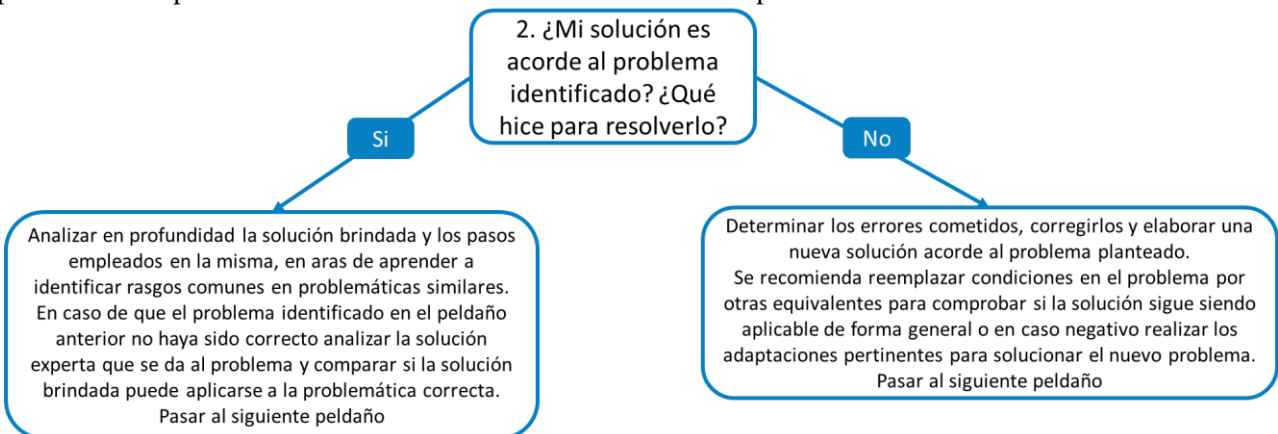 2. ¿Mi solución es
acorde al problema
identificado? ¿Qué
hice para resolverlo?
Si
No
Analizar en profundidad la solución brindada y los pasos
empleados en la misma, en aras de aprender a
identificar rasgos comunes en problemáticas similares.
En caso de que el problema identificado en el peldaño
anterior no haya sido correcto analizar la solución
experta que se da al problema y comparar si la solución
brindada puede aplicarse a la problemática correcta.
Pasar al siguiente peldaño
Determinar los errores cometidos, corregirlos y elaborar una
nueva solución acorde al problema planteado.
Se recomienda reemplazar condiciones en el problema por
otras equivalentes para comprobar si la solución sigue siendo
aplicable de forma general o en caso negativo realizar los
adaptaciones pertinentes para solucionar el nuevo problema.
Pasar al siguiente peldaño